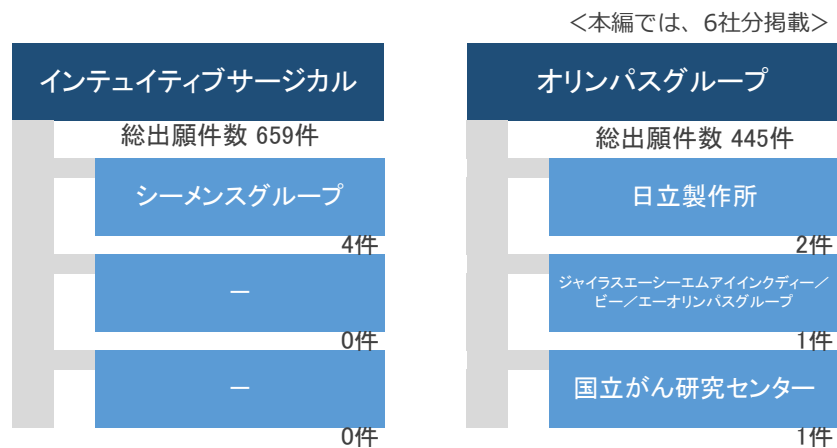 ＜本編では、6社分掲載＞
インテュイティブサージカル
総出願件数 659件
シーメンスグループ
4件
－
0件
－
0件
オリンパスグループ
総出願件数 445件
日立製作所
2件
ジャイラスエーシーエムアイインクディー／
ビー／エーオリンパスグループ
1件
国立がん研究センター
1件